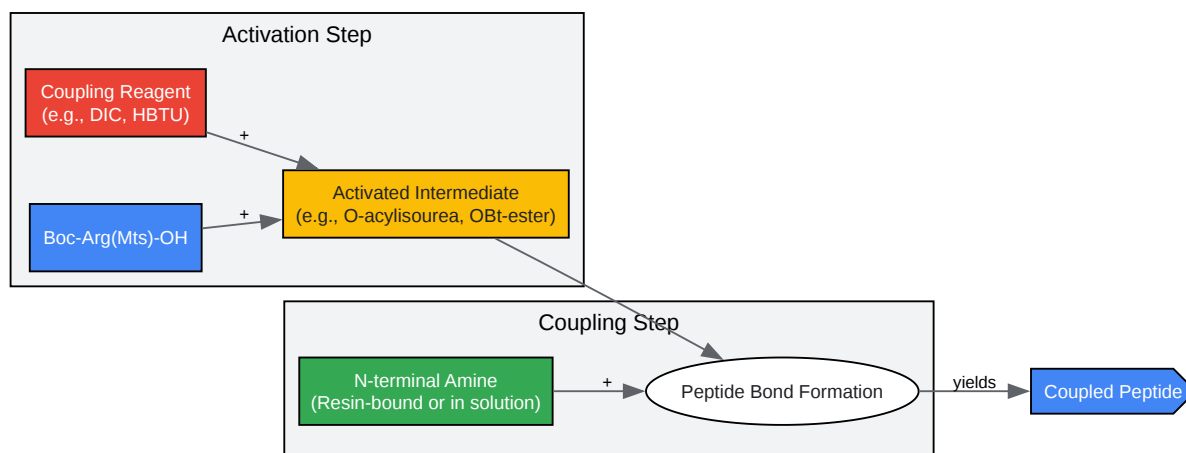 Activation Step
Coupling Reagent
(e.g., DIC, HBTU)
+
Activated Intermediate
(e.g., O-acylisourea, OBt-ester)
+
Boc-Arg(Mts)-OH
Coupling Step
N-terminal Amine
(Resin-bound or in solution)
+
Peptide Bond Formation
yields
Coupled Peptide